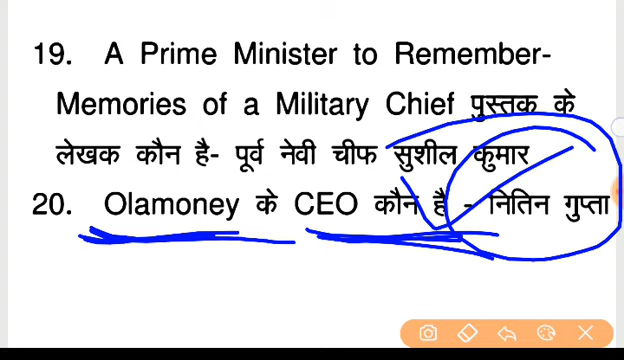 19. A Prime Minister to Remember-
Memories of a Military Chief पुस्तक के
लेखक कौन है- पूर्व नेवी चीफ सुशील कुमार
20. Olamoney के CEO कौन है - नितिन गुप्ता